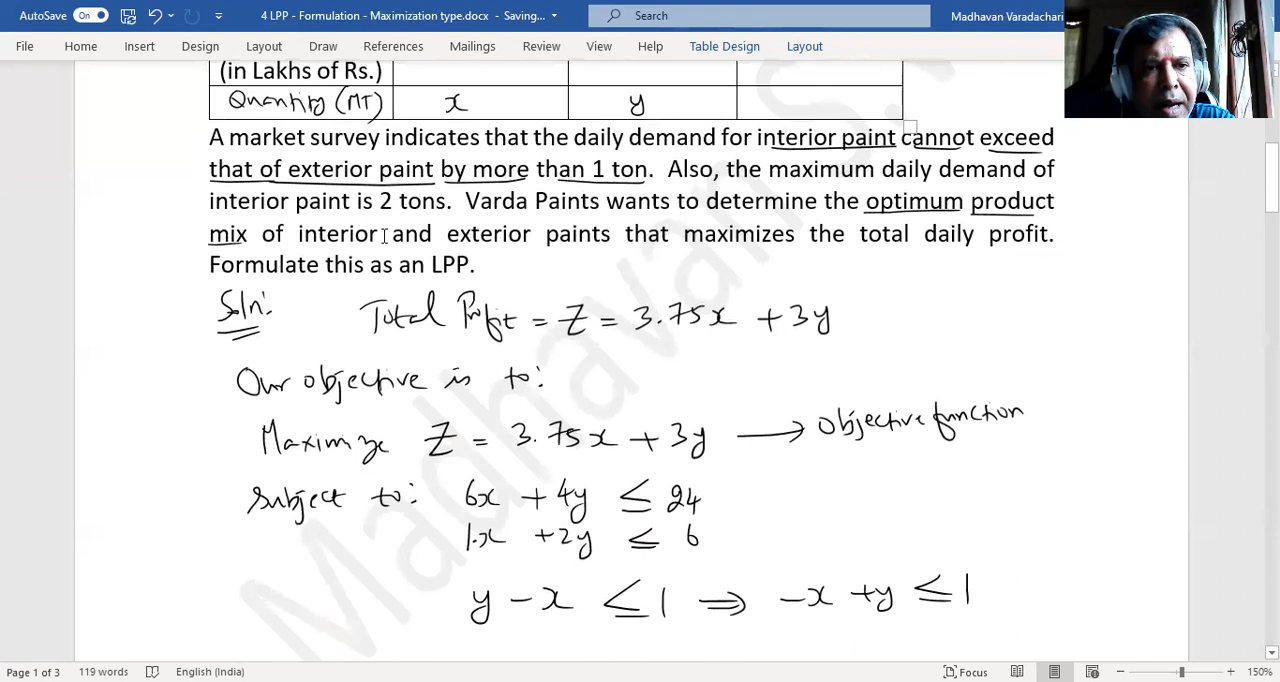 AutoSave On 4 LPP - Formulation - Maximization type.docx - Saving... Search Madhavan Varadachari
File Home Insert Design Layout Draw References Mailings Review View Help Table Design Layout
(in Lakhs of Rs.)
Quantity (MT) x y
A market survey indicates that the daily demand for interior paint cannot exceed
that of exterior paint by more than 1 ton. Also, the maximum daily demand of
interior paint is 2 tons. Varda Paints wants to determine the optimum product
mix of interior and exterior paints that maximizes the total daily profit.
Formulate this as an LPP.
Soln: Total Profit = Z = 3.75x + 3y
Our objective is to:
Maximize Z = 3.75x + 3y → Objective function
Subject to: 6x + 4y ≤ 24
1.x + 2y ≤ 6
y - x ≤ 1 ⇒ -x + y ≤ 1
Madhavan S.
Page 1 of 3 119 words English (India) Focus 150%